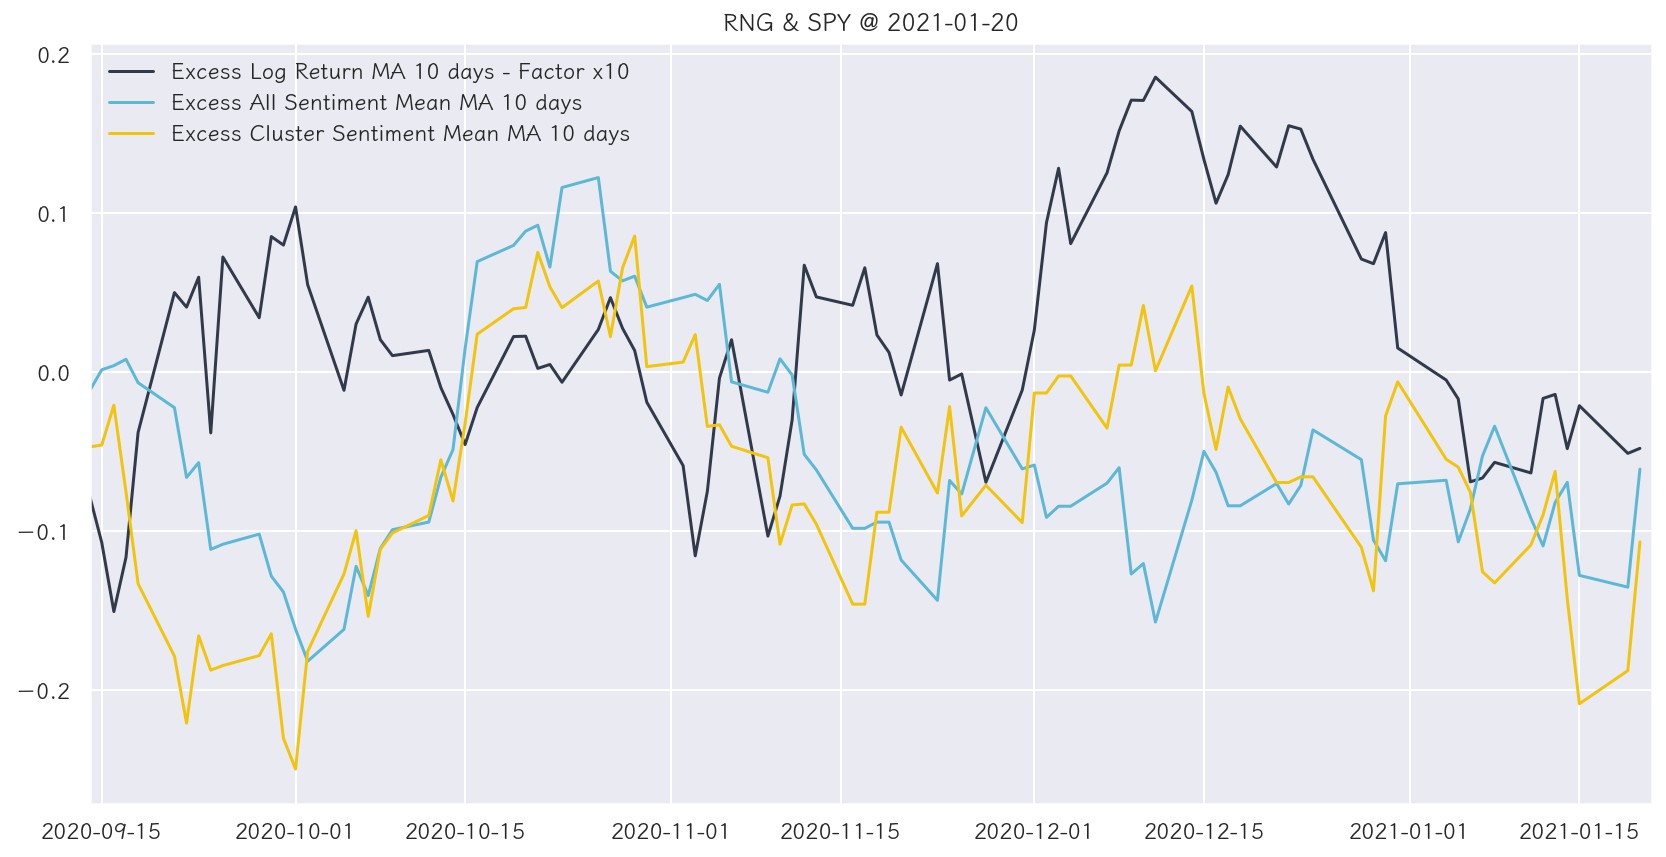 RNG & SPY @ 2021-01-20
Excess Log Return MA 10 days - Factor x10
Excess All Sentiment Mean MA 10 days
Excess Cluster Sentiment Mean MA 10 days
0.2
0.1
0.0
−0.1
−0.2
2020-09-15 2020-10-01 2020-10-15 2020-11-01 2020-11-15 2020-12-01 2020-12-15 2021-01-01 2021-01-15